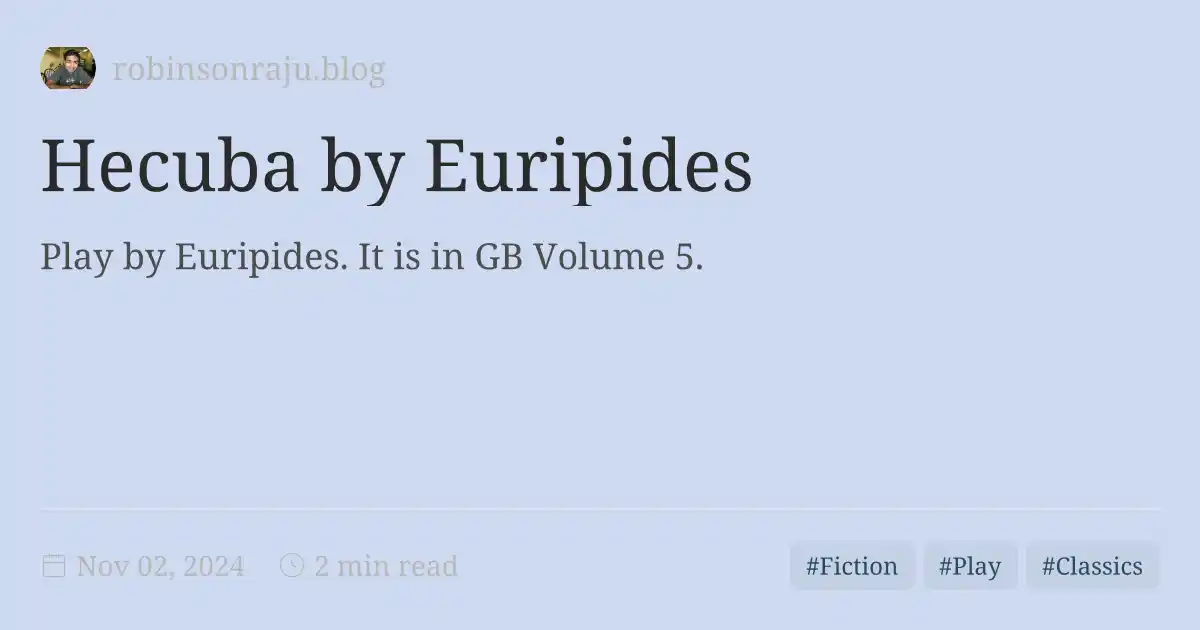 robinsonraju.blog
Hecuba by Euripides
Play by Euripides. It is in GB Volume 5.
Nov 02, 2024 2 min read #Fiction #Play #Classics